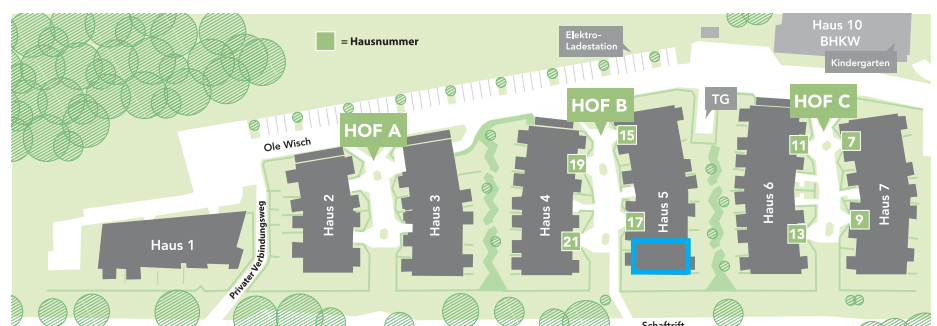 Haus 10
BHKW
Kindergarten
Elektro-
Ladestation
= Hausnummer
TG
HOF A
HOF B
HOF C
Ole Wisch
15
11
7
19
17
21
13
9
Haus 1
Haus 2
Haus 3
Haus 4
Haus 5
Haus 6
Haus 7
Privater Verbindungsweg
Schaftrift